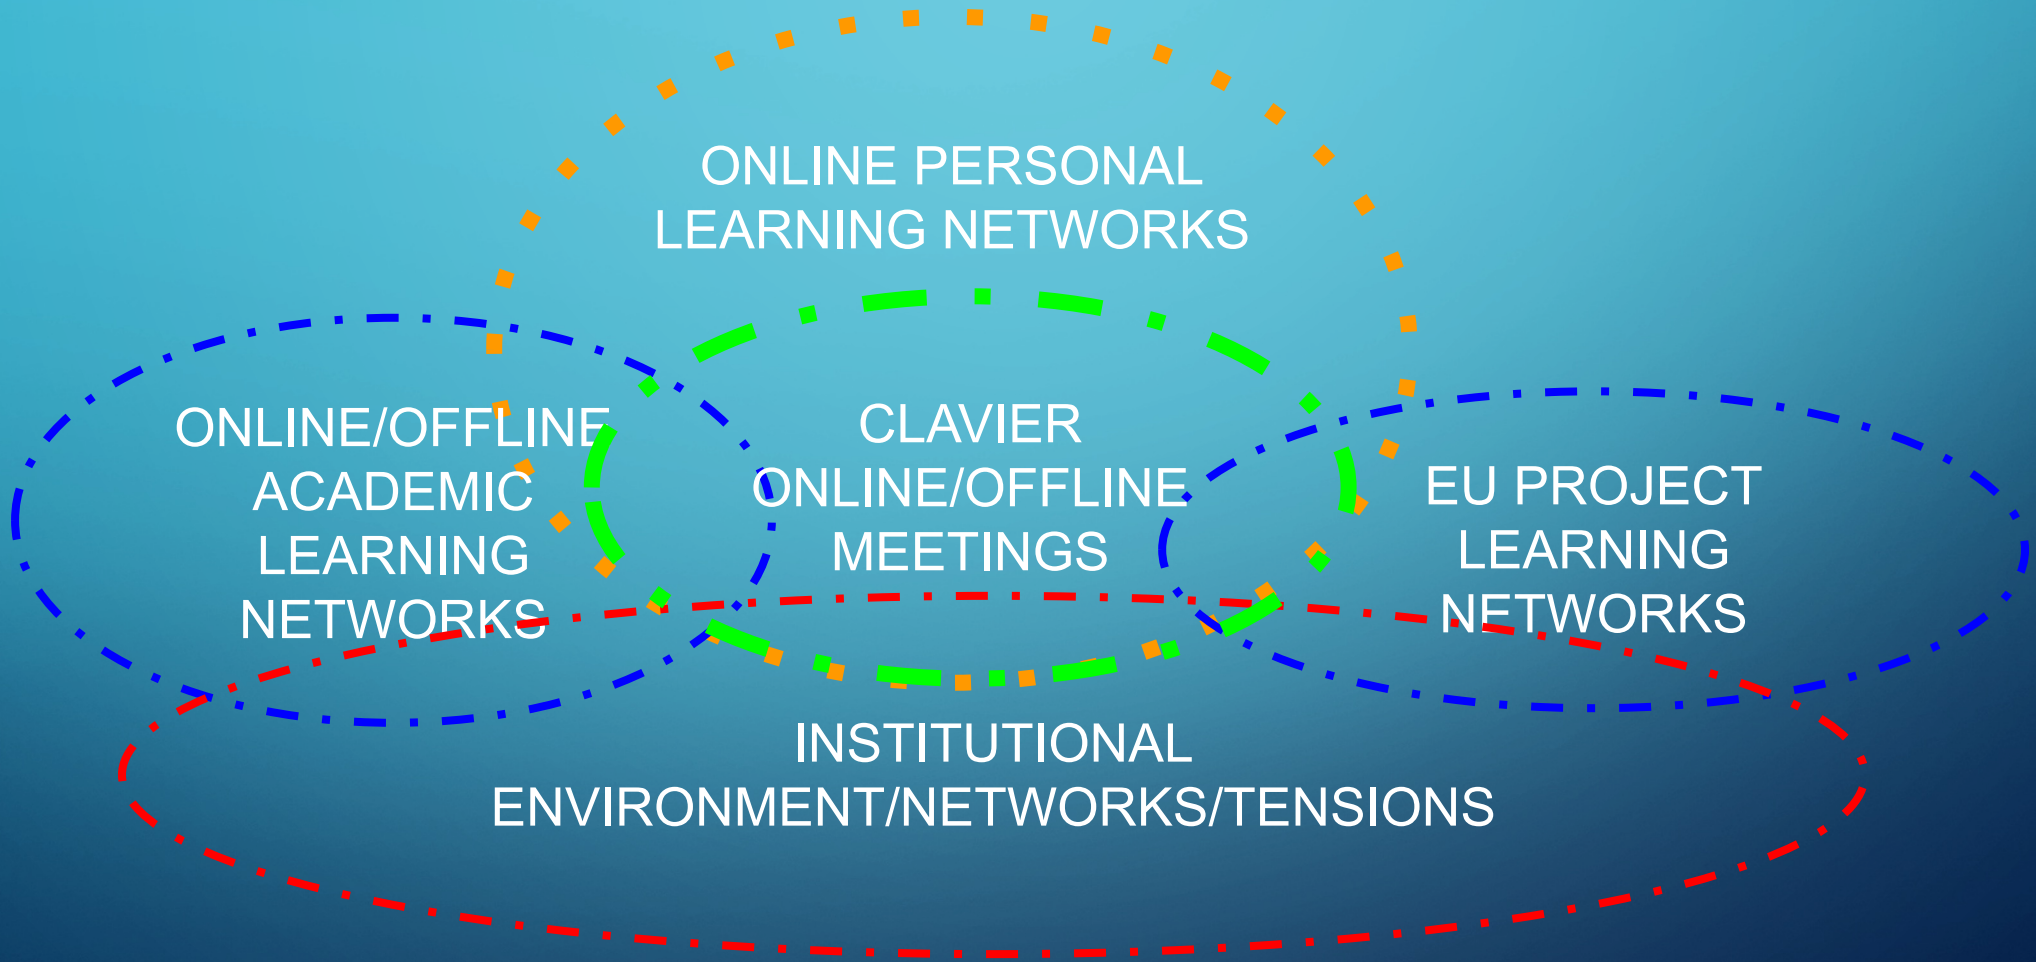 ONLINE PERSONAL
LEARNING NETWORKS
ONLINE/OFFLINE
ACADEMIC
LEARNING
NETWORKS
CLAVIER
ONLINE/OFFLINE
MEETINGS
EU PROJECT
LEARNING
NETWORKS
INSTITUTIONAL
ENVIRONMENT/NETWORKS/TENSIONS